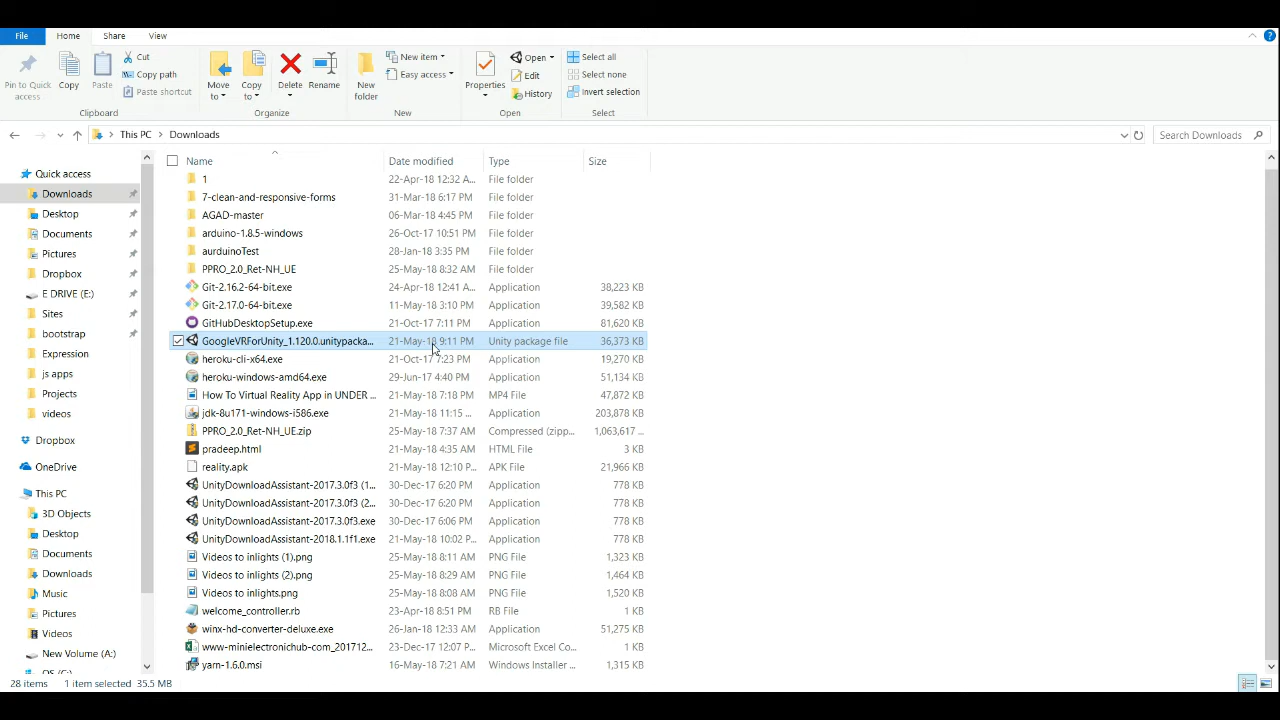 File Home Share View
Pin to Quick access
Copy
Paste
Cut
Copy path
Paste shortcut
Clipboard
Move to
Copy to
Delete
Rename
Organize
New folder
New item
Easy access
New
Properties
Open
Edit
History
Open
Select all
Select none
Invert selection
Select
This PC > Downloads
Search Downloads
Quick access
Downloads
Desktop
Documents
Pictures
Dropbox
E DRIVE (E:)
Sites
bootstrap
Expression
js apps
Projects
videos
Dropbox
OneDrive
This PC
3D Objects
Desktop
Documents
Downloads
Music
Pictures
Videos
New Volume (A:)
OS (C:)
Name Date modified Type Size
1 22-Apr-18 12:32 A... File folder
7-clean-and-responsive-forms 31-Mar-18 6:17 PM File folder
AGAD-master 06-Mar-18 4:45 PM File folder
arduino-1.8.5-windows 26-Oct-17 10:51 PM File folder
aurduinoTest 28-Jan-18 3:35 PM File folder
PPRO_2.0_Ret-NH_UE 25-May-18 8:32 AM File folder
Git-2.16.2-64-bit.exe 24-Apr-18 12:41 A... Application 38,223 KB
Git-2.17.0-64-bit.exe 11-May-18 3:10 PM Application 39,582 KB
GitHubDesktopSetup.exe 21-Oct-17 7:11 PM Application 81,620 KB
GoogleVRForUnity_1.120.0.unitypacka... 21-May-18 9:11 PM Unity package file 36,373 KB
heroku-cli-x64.exe 21-Oct-17 7:23 PM Application 19,270 KB
heroku-windows-amd64.exe 29-Jun-17 4:40 PM Application 51,134 KB
How To Virtual Reality App in UNDER ... 21-May-18 7:18 PM MP4 File 47,872 KB
jdk-8u171-windows-i586.exe 21-May-18 11:15 ... Application 203,878 KB
PPRO_2.0_Ret-NH_UE.zip 25-May-18 7:37 AM Compressed (zipp... 1,063,617 ...
pradeep.html 21-May-18 4:35 AM HTML File 3 KB
reality.apk 21-May-18 12:10 P... APK File 21,966 KB
UnityDownloadAssistant-2017.3.0f3 (1... 30-Dec-17 6:20 PM Application 778 KB
UnityDownloadAssistant-2017.3.0f3 (2... 30-Dec-17 6:20 PM Application 778 KB
UnityDownloadAssistant-2017.3.0f3.exe 30-Dec-17 6:06 PM Application 778 KB
UnityDownloadAssistant-2018.1.1f1.exe 21-May-18 10:02 P... Application 778 KB
Videos to inlights (1).png 25-May-18 8:11 AM PNG File 1,323 KB
Videos to inlights (2).png 25-May-18 8:29 AM PNG File 1,464 KB
Videos to inlights.png 25-May-18 8:08 AM PNG File 1,520 KB
welcome_controller.rb 23-Apr-18 8:51 PM RB File 1 KB
winx-hd-converter-deluxe.exe 26-Jan-18 12:33 AM Application 51,275 KB
www-minielectronichub-com_201712... 23-Dec-17 12:07 P... Microsoft Excel Co... 1 KB
yarn-1.6.0.msi 16-May-18 7:21 AM Windows Installer ... 1,315 KB
28 items 1 item selected 35.5 MB